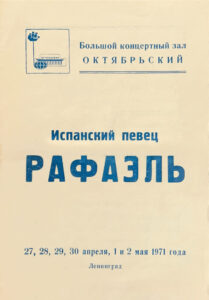 Большой концертный зал
ОКТЯБРЬСКИЙ
Испанский певец
РАФАЭЛЬ
27, 28, 29, 30 апреля, 1 и 2 мая 1971 года
Ленинград